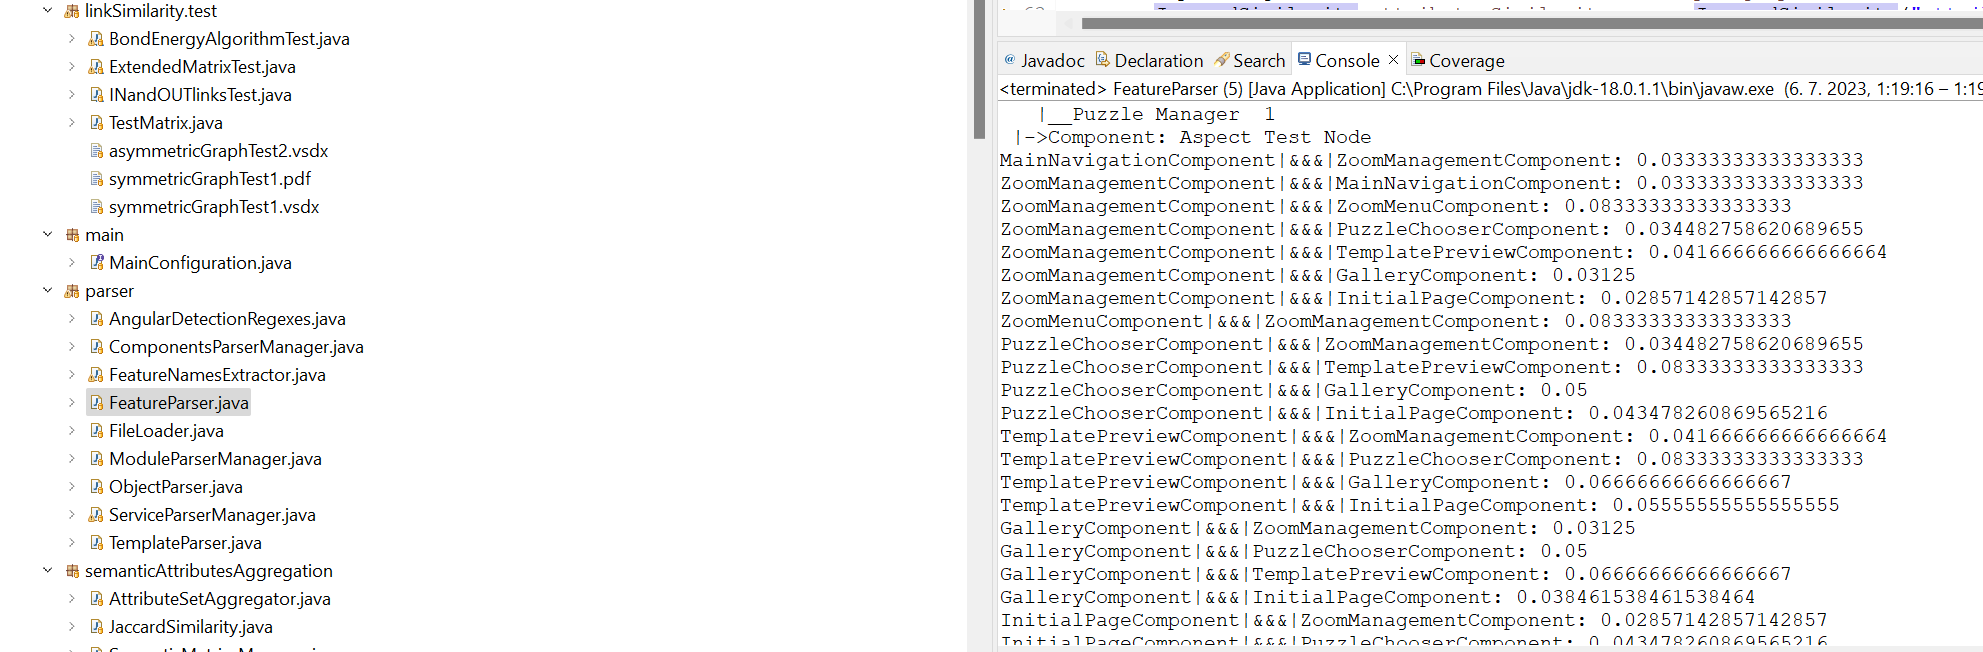 linkSimilarity.test
BondEnergyAlgorithmTest.java
ExtendedMatrixTest.java
INandOUTlinksTest.java
TestMatrix.java
asymmetricGraphTest2.vsdx
symmetricGraphTest1.pdf
symmetricGraphTest1.vsdx
main
MainConfiguration.java
parser
AngularDetectionRegexes.java
ComponentsParserManager.java
FeatureNamesExtractor.java
FeatureParser.java
FileLoader.java
ModuleParserManager.java
ObjectParser.java
ServiceParserManager.java
TemplateParser.java
semanticAttributesAggregation
AttributeSetAggregator.java
JaccardSimilarity.java
@ Javadoc Declaration Search Console × Coverage
<terminated> FeatureParser (5) [Java Application] C:\Program Files\Java\jdk-18.0.1.1\bin\javaw.exe (6. 7. 2023, 1:19:16 – 1:19
|__Puzzle Manager 1
|->Component: Aspect Test Node
MainNavigationComponent|&&&|ZoomManagementComponent: 0.03333333333333333
ZoomManagementComponent|&&&|MainNavigationComponent: 0.03333333333333333
ZoomManagementComponent|&&&|ZoomMenuComponent: 0.08333333333333333
ZoomManagementComponent|&&&|PuzzleChooserComponent: 0.034482758620689655
ZoomManagementComponent|&&&|TemplatePreviewComponent: 0.041666666666666664
ZoomManagementComponent|&&&|GalleryComponent: 0.03125
ZoomManagementComponent|&&&|InitialPageComponent: 0.02857142857142857
ZoomMenuComponent|&&&|ZoomManagementComponent: 0.08333333333333333
PuzzleChooserComponent|&&&|ZoomManagementComponent: 0.034482758620689655
PuzzleChooserComponent|&&&|TemplatePreviewComponent: 0.08333333333333333
PuzzleChooserComponent|&&&|GalleryComponent: 0.05
PuzzleChooserComponent|&&&|InitialPageComponent: 0.043478260869565216
TemplatePreviewComponent|&&&|ZoomManagementComponent: 0.041666666666666664
TemplatePreviewComponent|&&&|PuzzleChooserComponent: 0.08333333333333333
TemplatePreviewComponent|&&&|GalleryComponent: 0.06666666666666667
TemplatePreviewComponent|&&&|InitialPageComponent: 0.05555555555555555
GalleryComponent|&&&|ZoomManagementComponent: 0.03125
GalleryComponent|&&&|PuzzleChooserComponent: 0.05
GalleryComponent|&&&|TemplatePreviewComponent: 0.06666666666666667
GalleryComponent|&&&|InitialPageComponent: 0.038461538461538464
InitialPageComponent|&&&|ZoomManagementComponent: 0.02857142857142857
InitialPageComponent|&&&|PuzzleChooserComponent: 0.043478260869565216